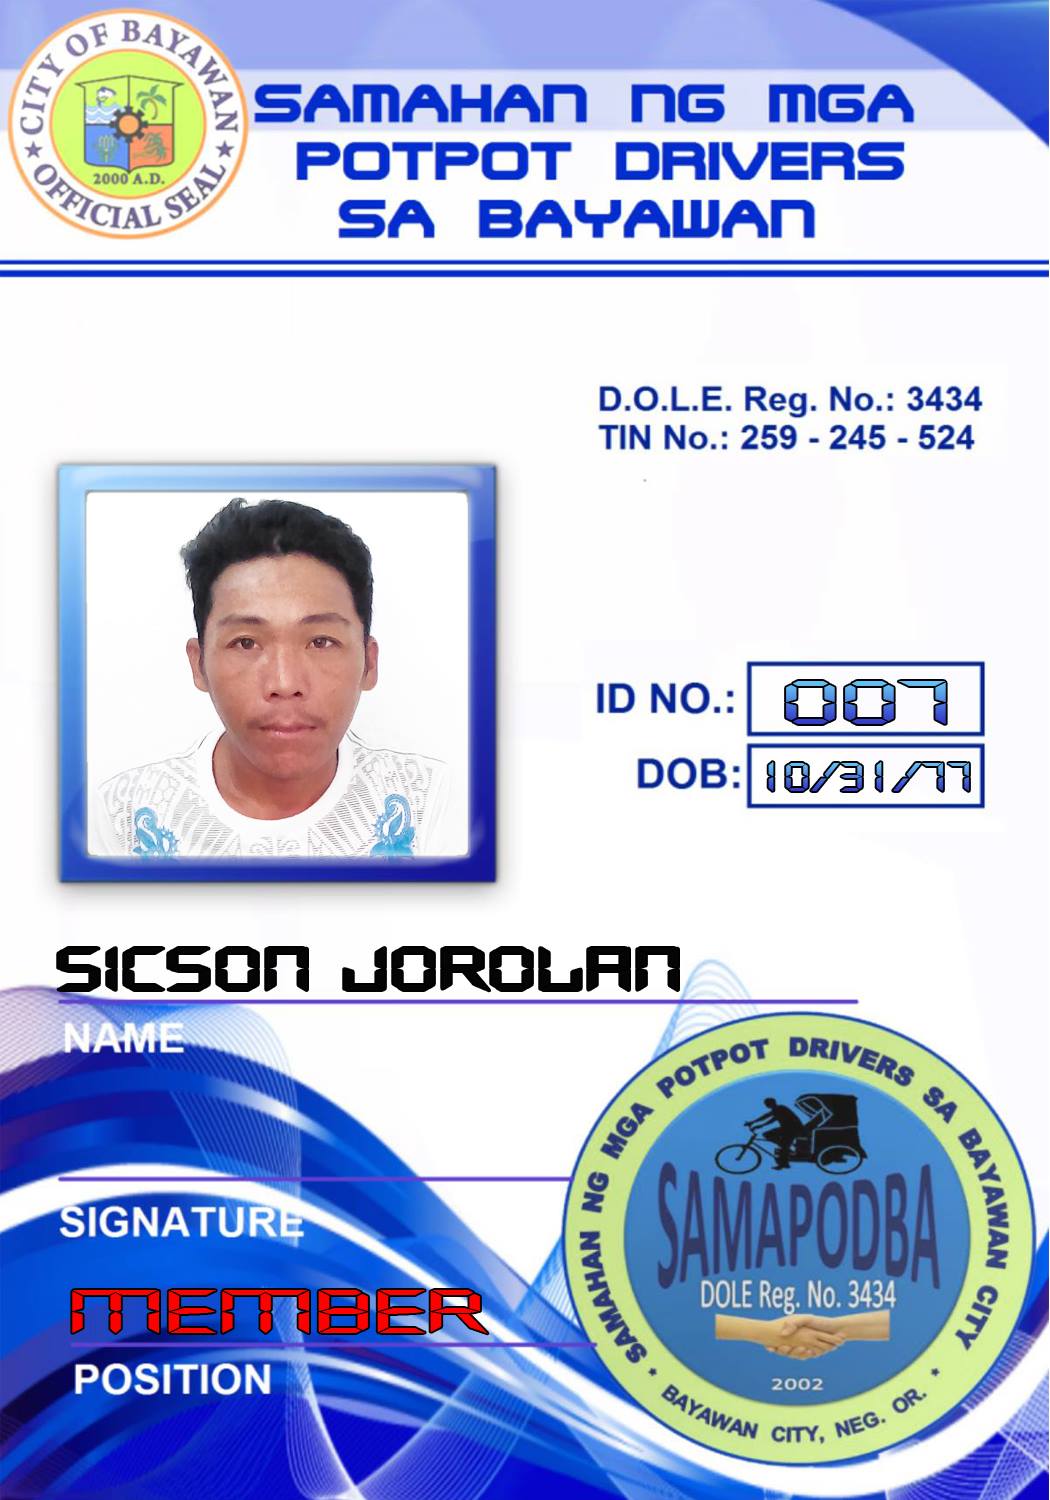 CITY OF BAYAWAN
2000 A.D.
★ OFFICIAL SEAL ★
SAMAHAN NG MGA
POTPOT DRIVERS
SA BAYAWAN
D.O.L.E. Reg. No.: 3434
TIN No.: 259 - 245 - 524
ID NO.: 007
DOB: 10/31/77
SICSON JOROLAN
NAME
SIGNATURE
MEMBER
POSITION
SAMAHAN NG MGA POTPOT DRIVERS SA BAYAWAN CITY
SAMAPODBA
DOLE Reg. No. 3434
2002
* BAYAWAN CITY, NEG. OR. *